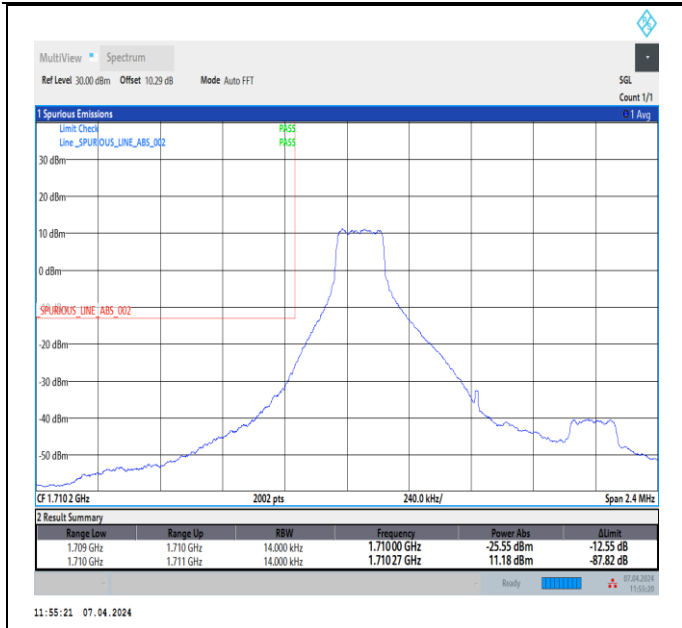 MultiView Spectrum
Ref Level 30.00 dBm Offset 10.29 dB Mode Auto FFT SGL
Count 1/1
1 Spurious Emissions 1 Avg
Limit Check PASS
Line _SPURIOUS_LINE_ABS_002 PASS
30 dBm
20 dBm
10 dBm
0 dBm
_SPURIOUS_LINE_ABS_002
-20 dBm
-30 dBm
-40 dBm
-50 dBm
CF 1.710 2 GHz 2002 pts 240.0 kHz/ Span 2.4 MHz
2 Result Summary
Range Low Range Up RBW Frequency Power Abs ΔLimit
1.709 GHz 1.710 GHz 14.000 kHz 1.710 00 GHz -25.55 dBm -12.55 dB
1.710 GHz 1.711 GHz 14.000 kHz 1.710 27 GHz 11.18 dBm -87.82 dB
Ready 07.04.2024
11:55:20
11:55:21 07.04.2024